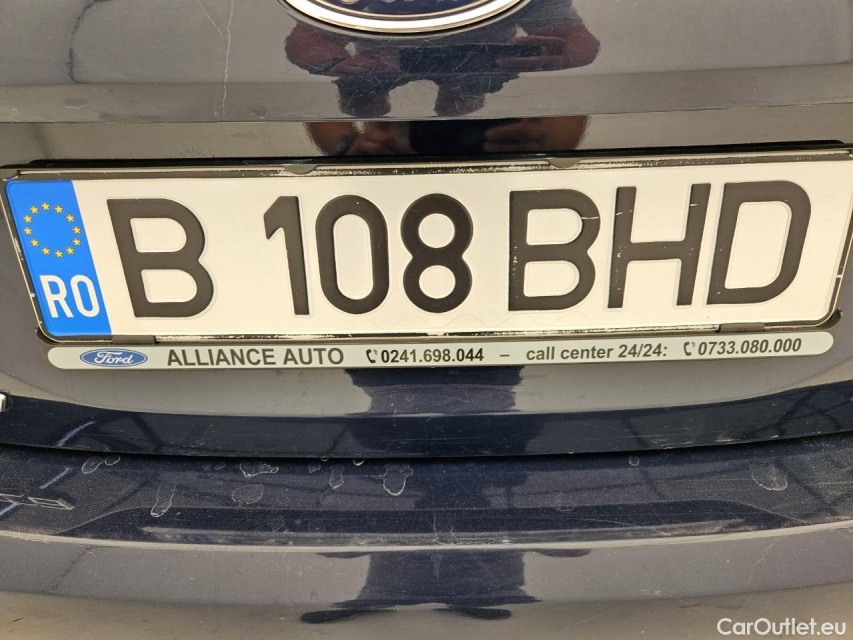 RO B 108 BHD
Ford ALLIANCE AUTO 0241.698.044 – call center 24/24: 0733.080.000
CarOutlet.eu